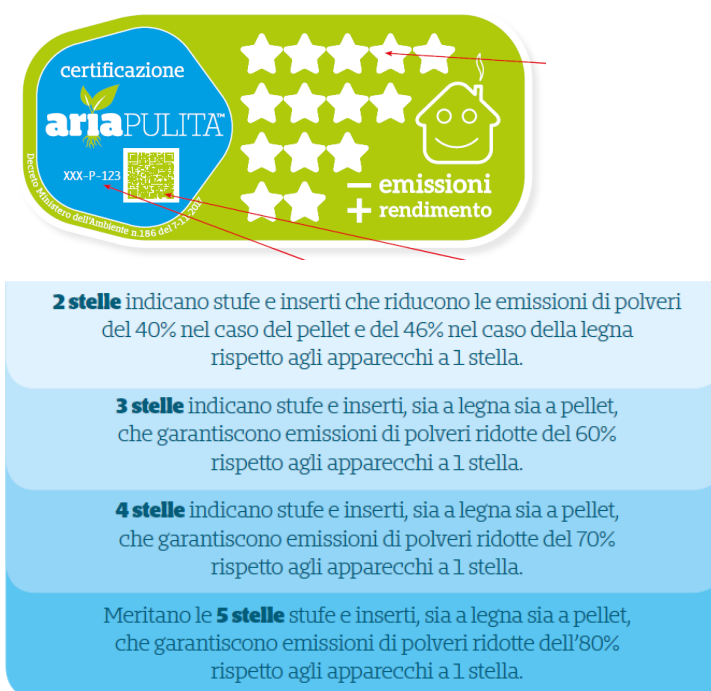 certificazione
ariaPULITA™
XXX-P-123
Decreto Ministero dell'Ambiente n.186 del 7-11-2017
− emissioni
+ rendimento
2 stelle indicano stufe e inserti che riducono le emissioni di polveri
del 40% nel caso del pellet e del 46% nel caso della legna
rispetto agli apparecchi a 1 stella.
3 stelle indicano stufe e inserti, sia a legna sia a pellet,
che garantiscono emissioni di polveri ridotte del 60%
rispetto agli apparecchi a 1 stella.
4 stelle indicano stufe e inserti, sia a legna sia a pellet,
che garantiscono emissioni di polveri ridotte del 70%
rispetto agli apparecchi a 1 stella.
Meritano le 5 stelle stufe e inserti, sia a legna sia a pellet,
che garantiscono emissioni di polveri ridotte dell'80%
rispetto agli apparecchi a 1 stella.